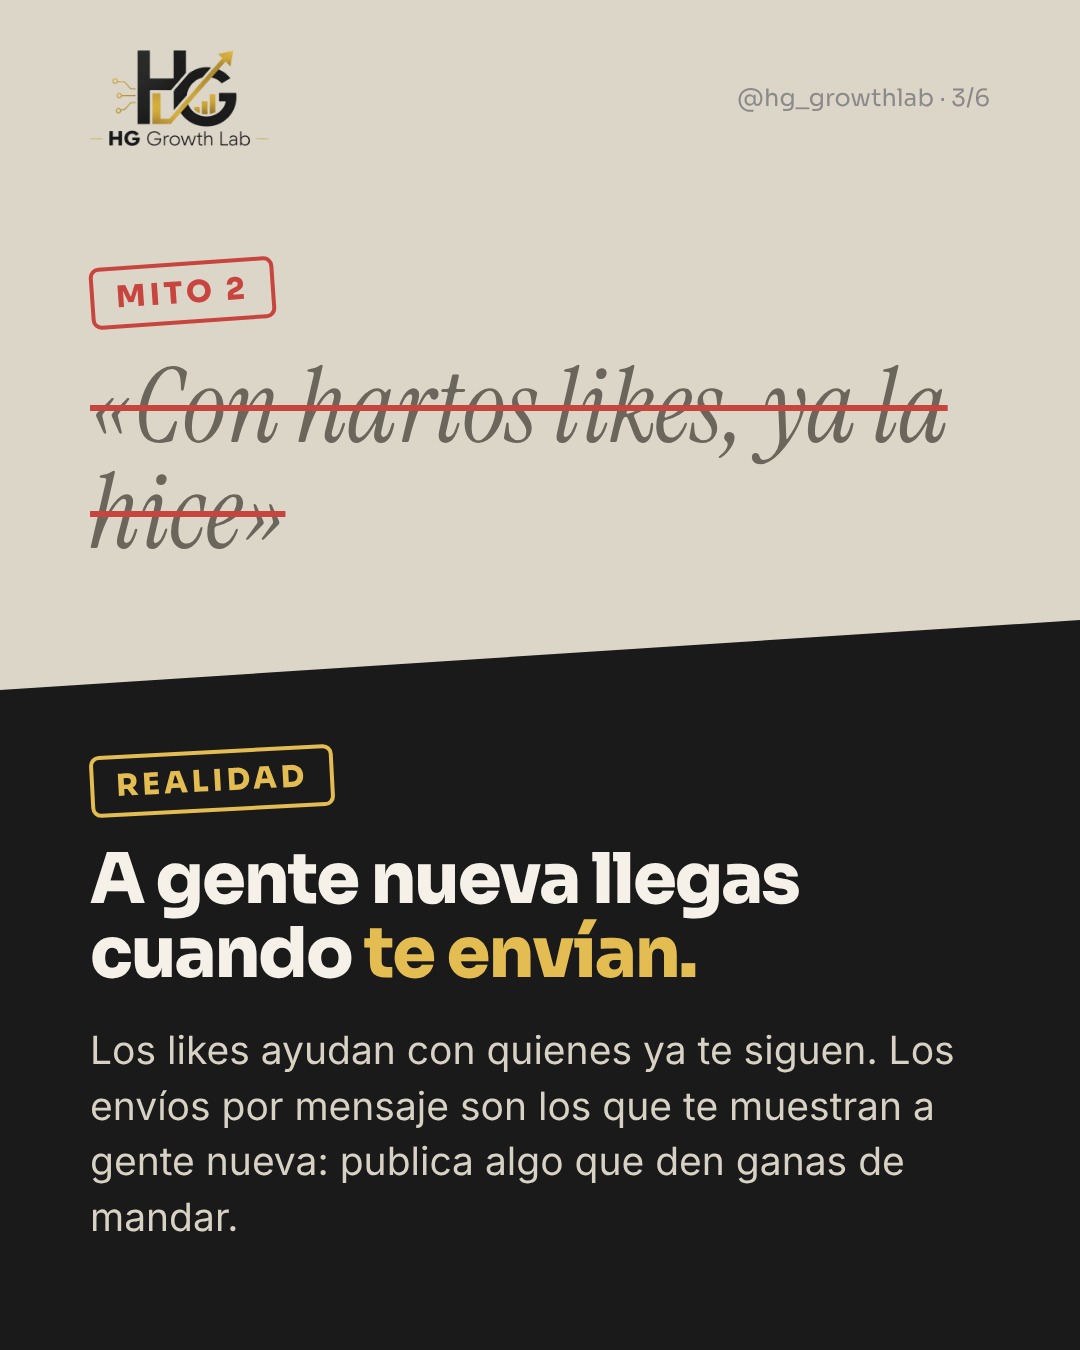 HG
HG Growth Lab
@hg_growthlab · 3/6
MITO 2
«Con hartos likes, ya la
hice»
REALIDAD
A gente nueva llegas
cuando te envían.
Los likes ayudan con quienes ya te siguen. Los
envíos por mensaje son los que te muestran a
gente nueva: publica algo que den ganas de
mandar.